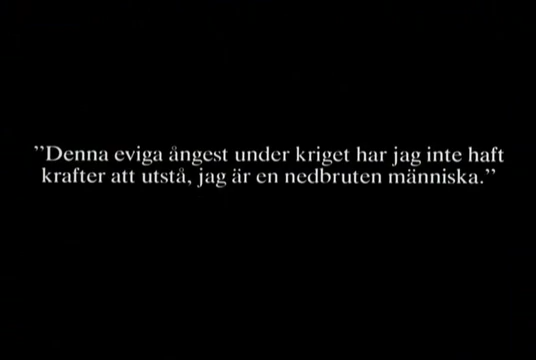 ”Denna eviga ångest under kriget har jag inte haft
krafter att utstå, jag är en nedbruten människa.”